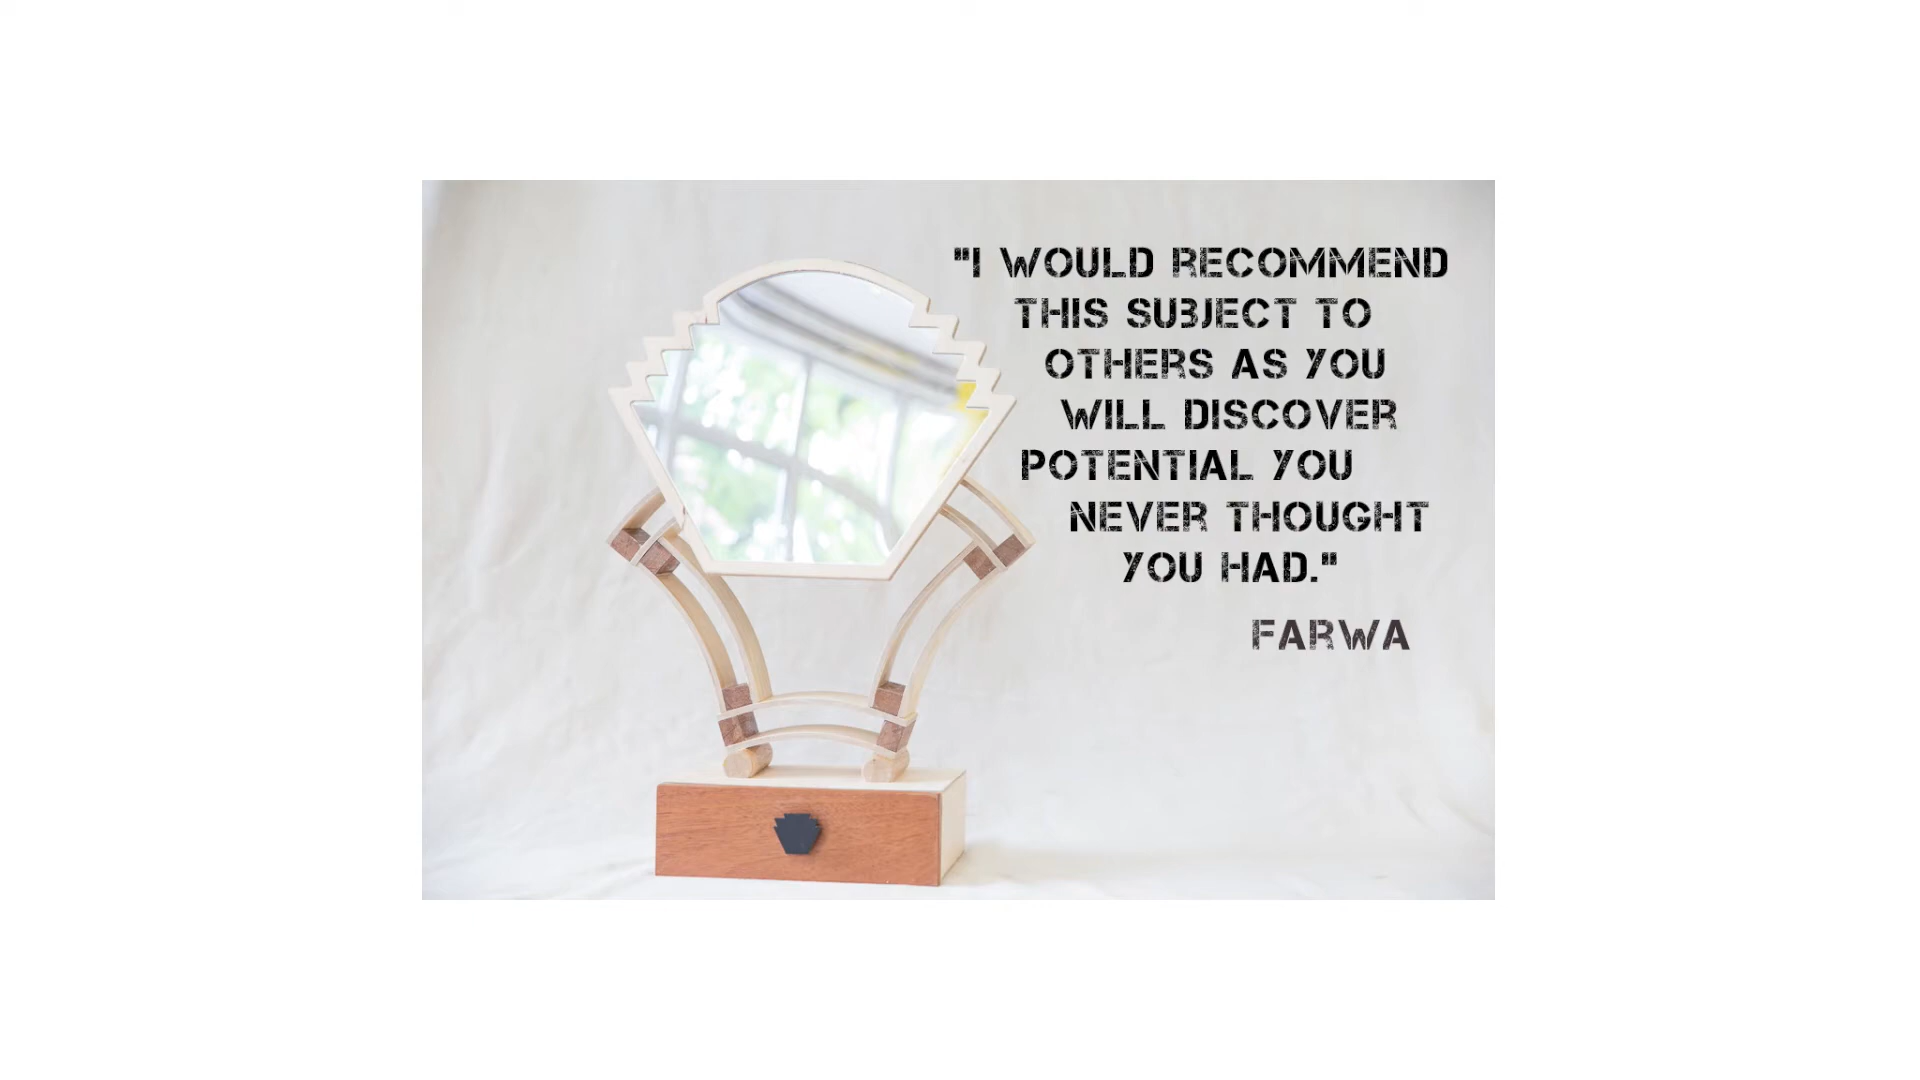 "I WOULD RECOMMEND
THIS SUBJECT TO
OTHERS AS YOU
WILL DISCOVER
POTENTIAL YOU
NEVER THOUGHT
YOU HAD."
FARWA